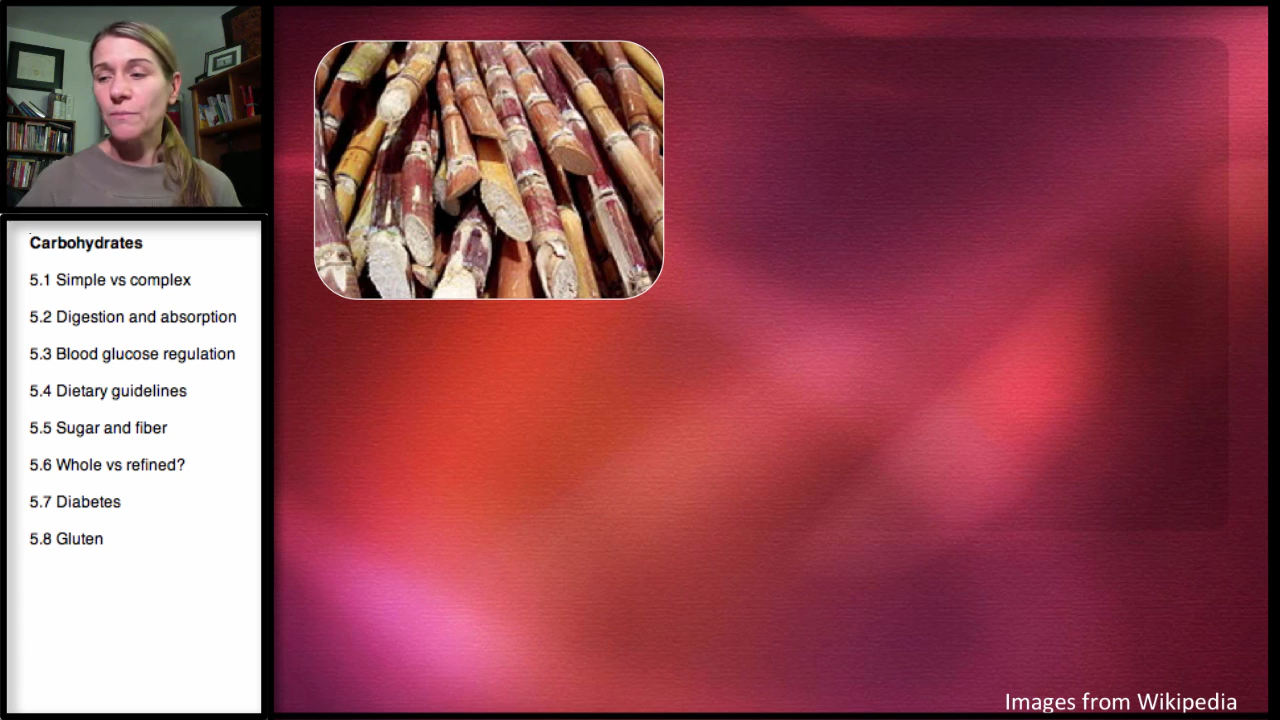 Carbohydrates
5.1 Simple vs complex
5.2 Digestion and absorption
5.3 Blood glucose regulation
5.4 Dietary guidelines
5.5 Sugar and fiber
5.6 Whole vs refined?
5.7 Diabetes
5.8 Gluten
Images from Wikipedia